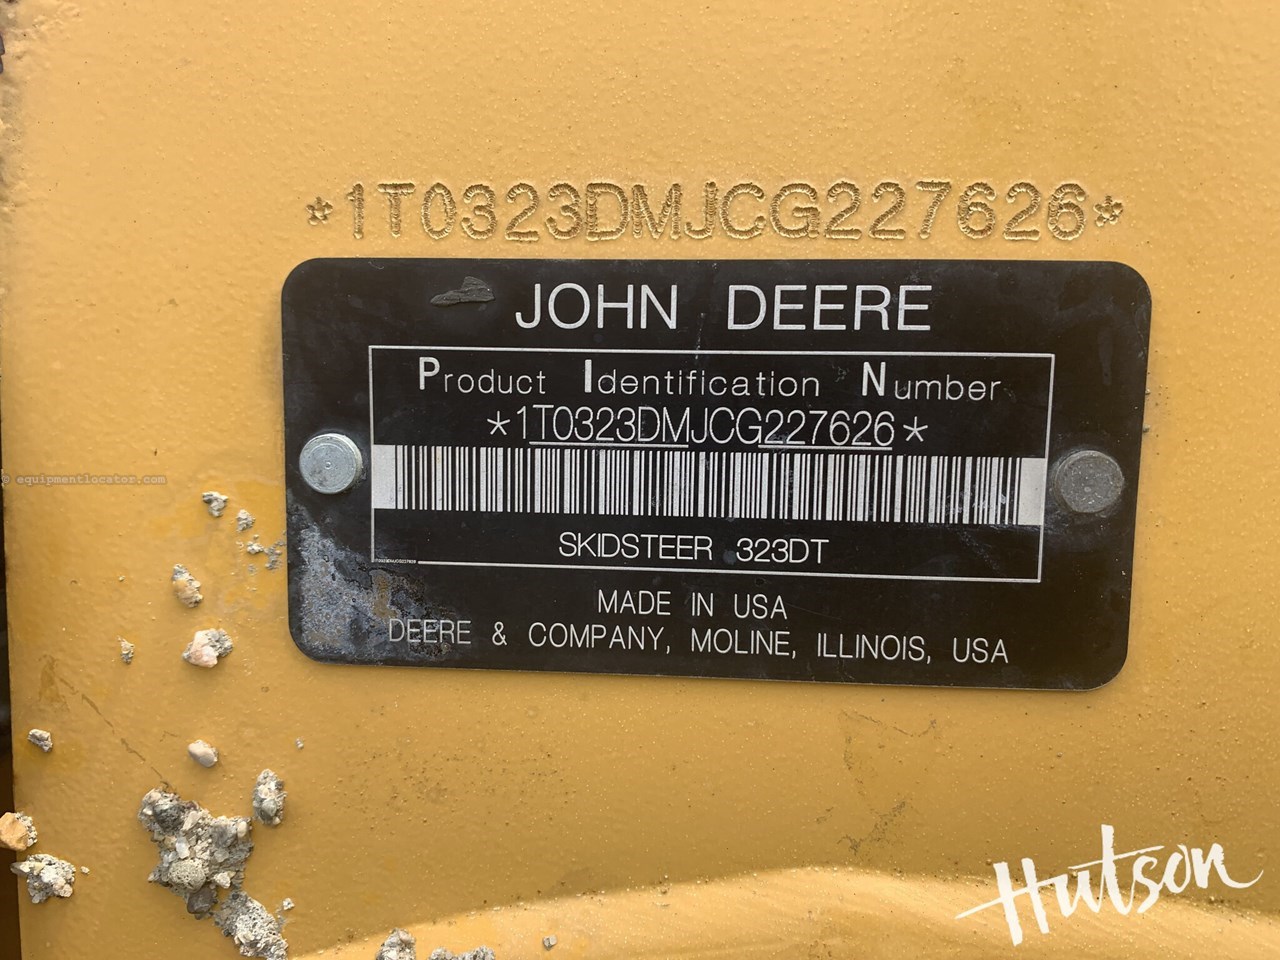 *1T0323DMJCG227626*
JOHN DEERE
Product Identification Number
*1T0323DMJCG227626*
SKIDSTEER 323DT
1T0323DMJCG227626
MADE IN USA
DEERE & COMPANY, MOLINE, ILLINOIS, USA
© equipmentlocator.com
Hutson